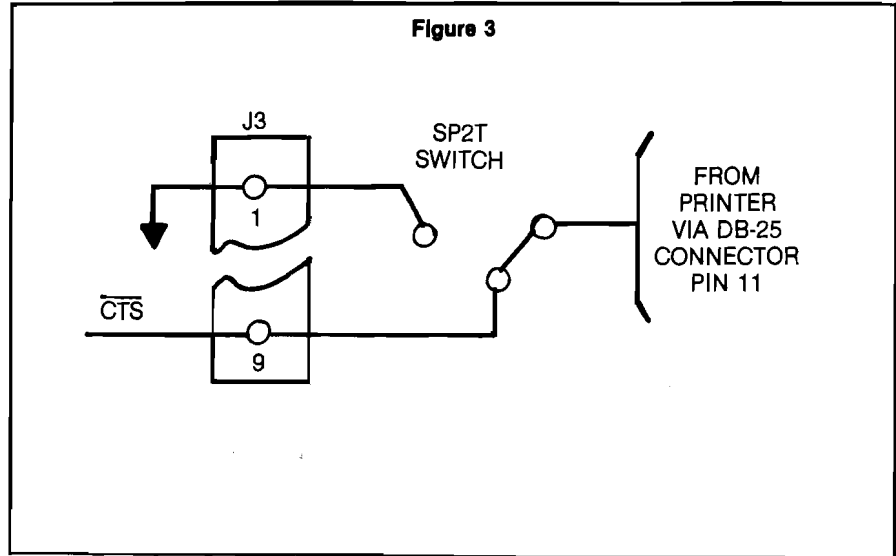 Figure 3
J3
1
SP2T
SWITCH
FROM
PRINTER
VIA DB-25
CONNECTOR
PIN 11
CTS
9